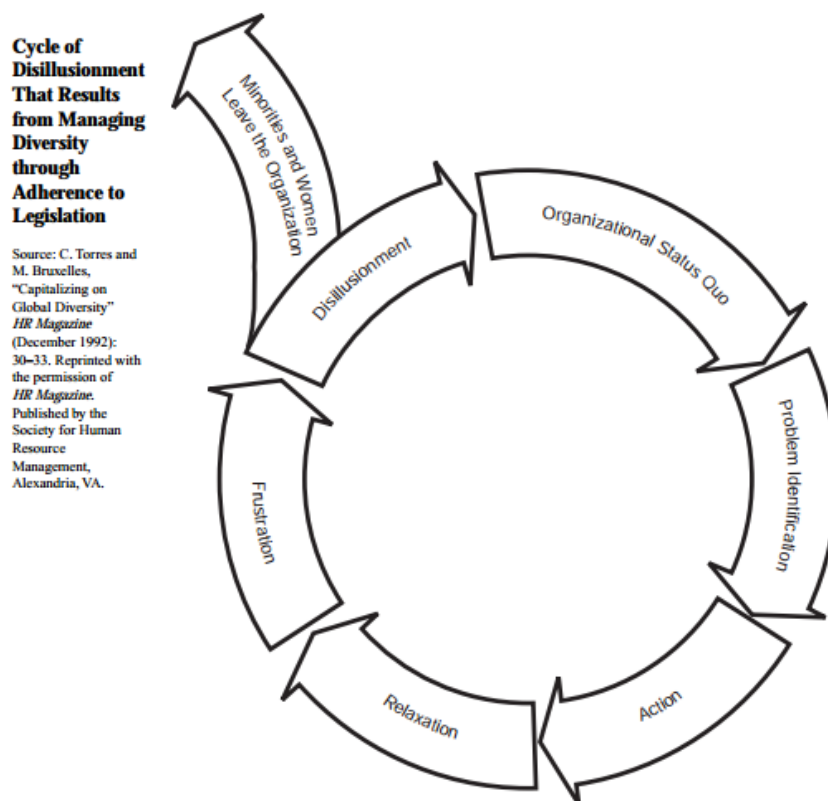 Cycle of
Disillusionment
That Results
from Managing
Diversity
through
Adherence to
Legislation
Source: C. Torres and
M. Bruxelles,
“Capitalizing on
Global Diversity”
HR Magazine
(December 1992):
30–33. Reprinted with
the permission of
HR Magazine.
Published by the
Society for Human
Resource
Management,
Alexandria, VA.
Minorities and Women
Leave the Organization
Disillusionment
Organizational Status Quo
Problem Identification
Action
Relaxation
Frustration